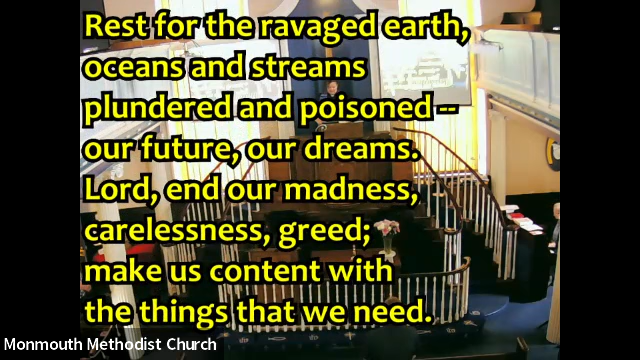 Rest for the ravaged earth,
oceans and streams
plundered and poisoned --
our future, our dreams.
Lord, end our madness,
carelessness, greed;
make us content with
the things that we need.
Monmouth Methodist Church